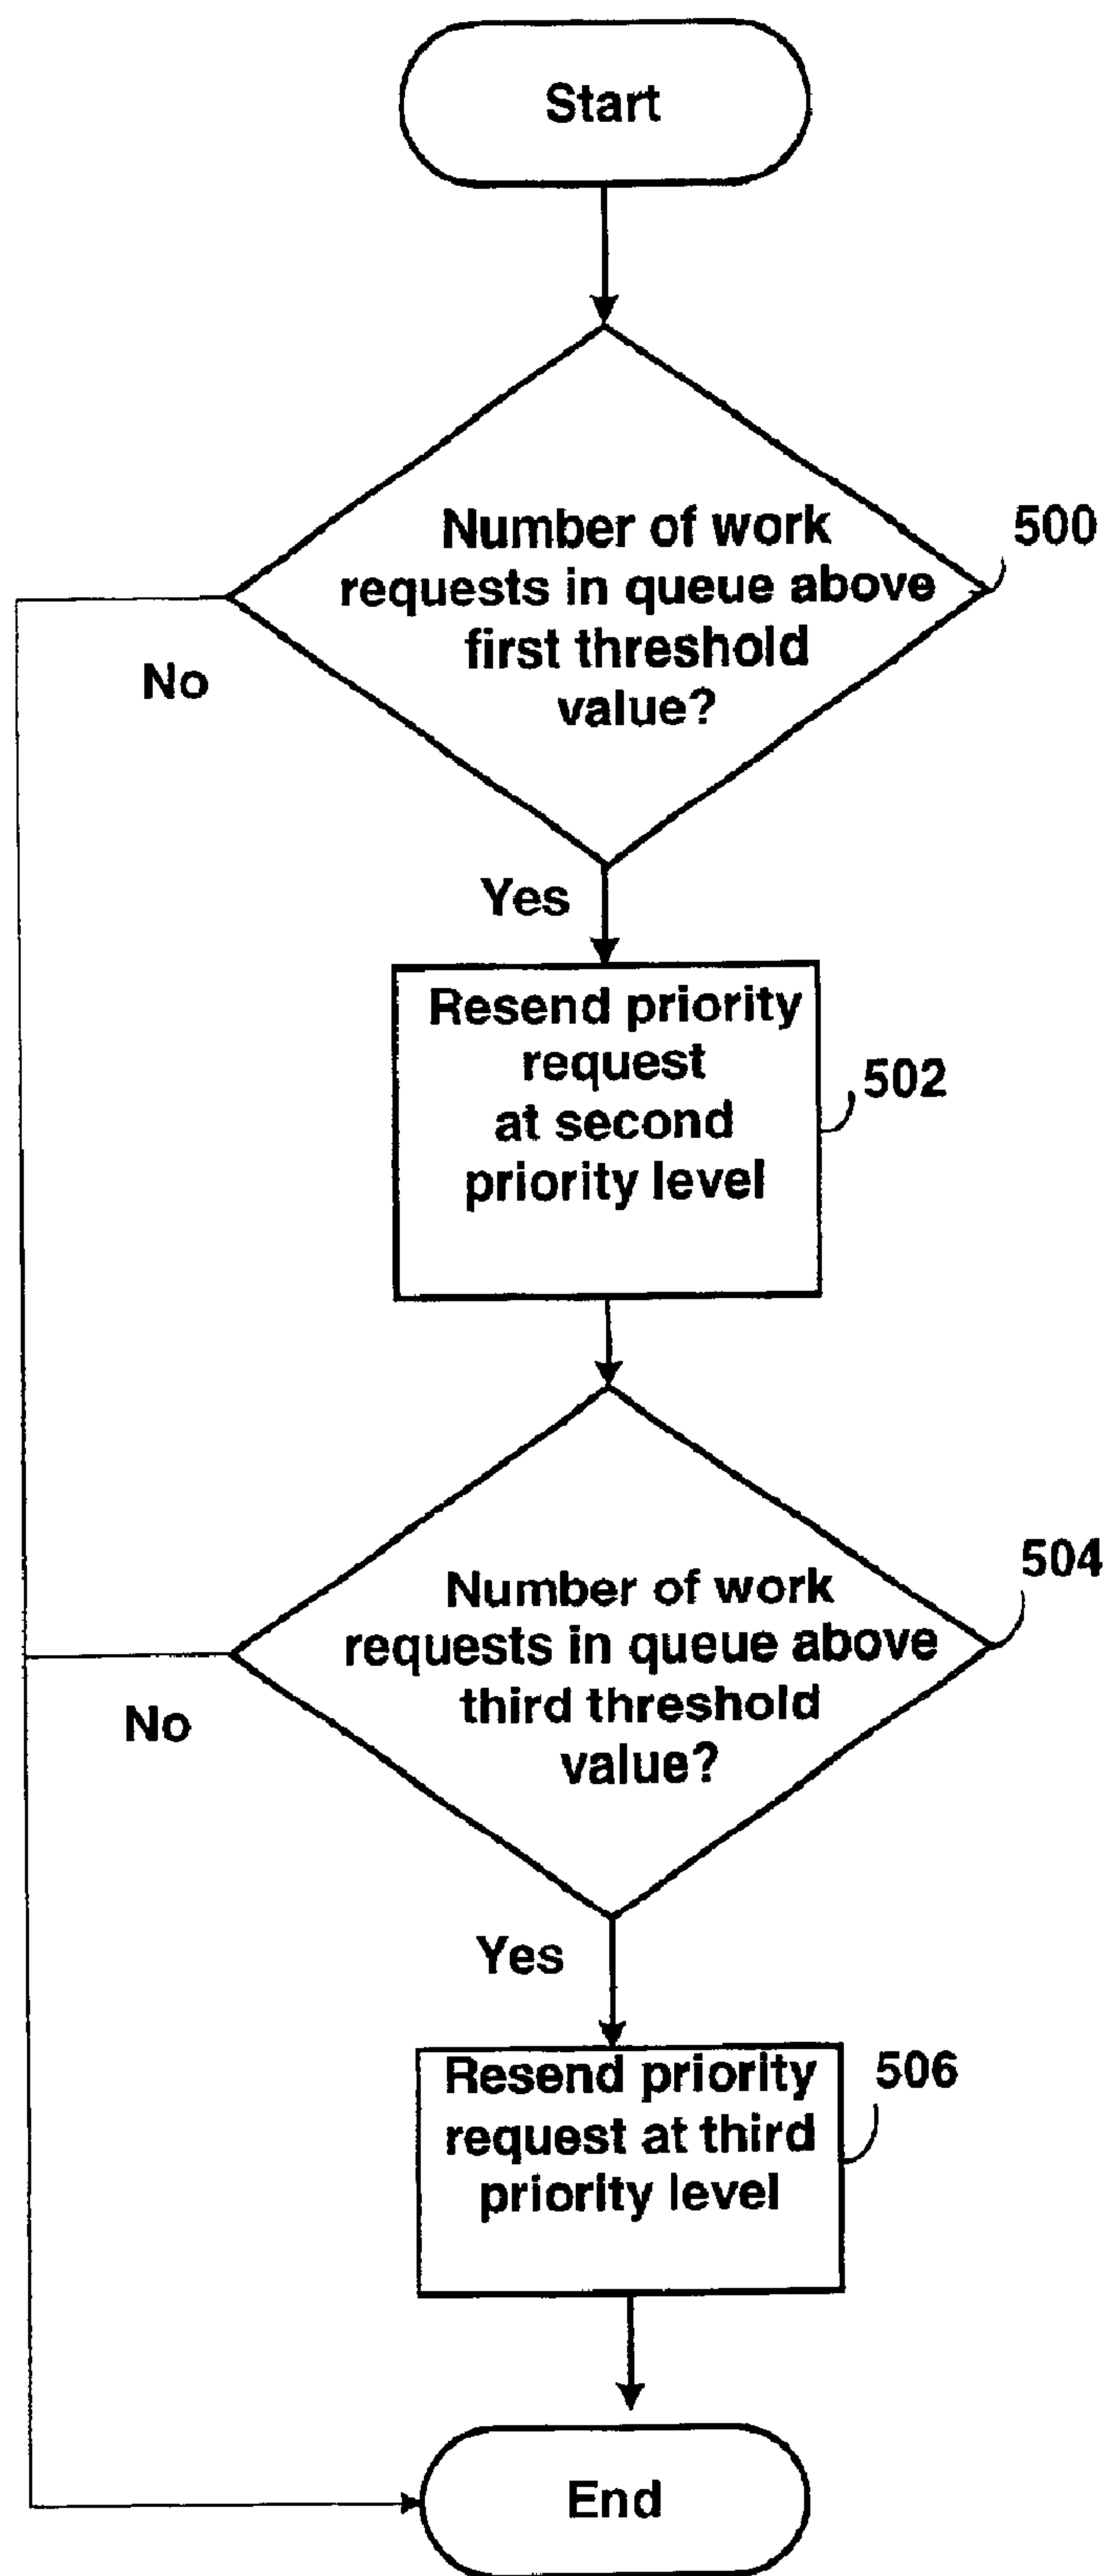 Start
Number of work
requests in queue above
first threshold
value?
500
No
Yes
Resend priority
request
at second
priority level
502
Number of work
requests in queue above
third threshold
value?
504
No
Yes
Resend priority
request at third
priority level
506
End